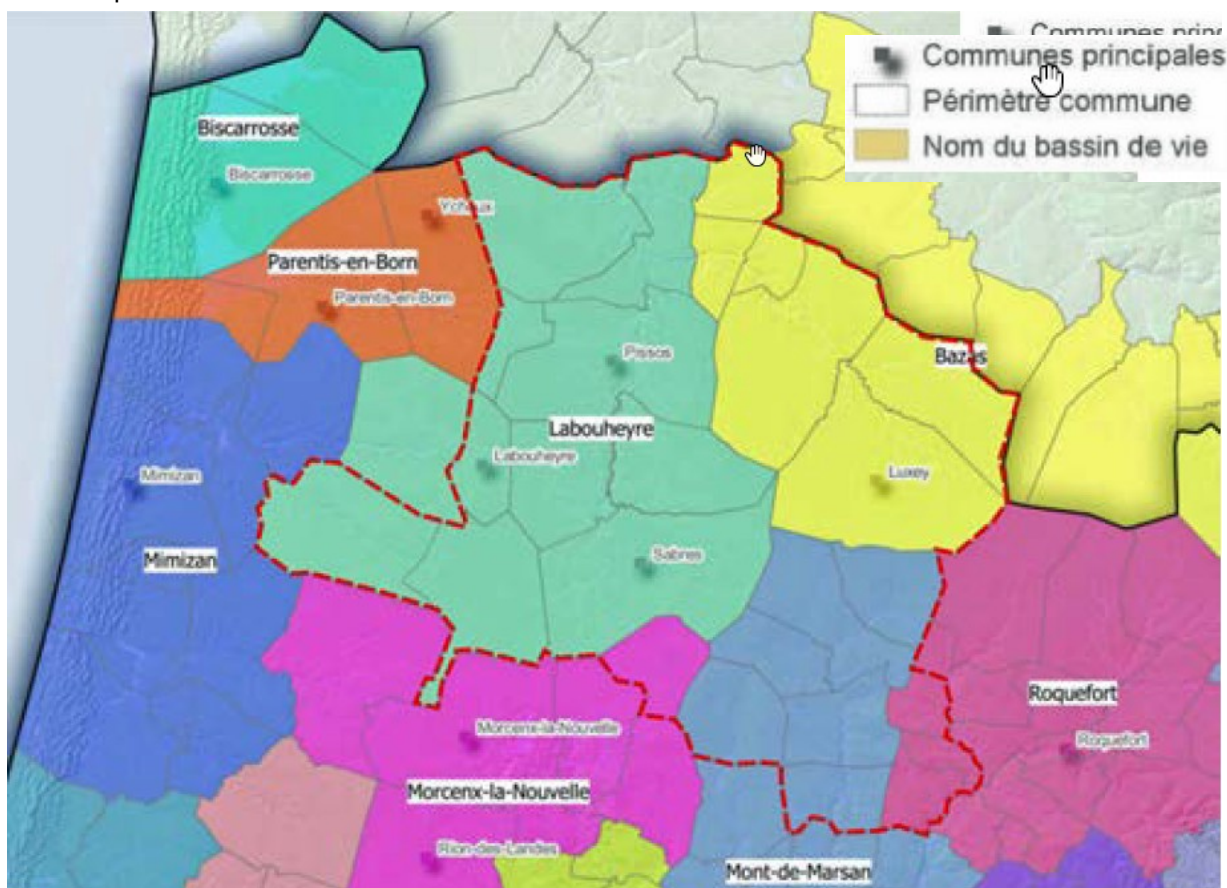 Communes princ
Communes principales
Périmètre commune
Nom du bassin de vie
Biscarrosse
Biscarrosse
Ychoux
Parentis-en-Born
Parentis-en-Born
Pissos
Bazas
Labouheyre
Labouheyre
Luxey
Mimizan
Sabres
Mimizan
Roquefort
Morcenx-la-Nouvelle
Roquefort
Morcenx-la-Nouvelle
Rion-des-Landes
Mont-de-Marsan